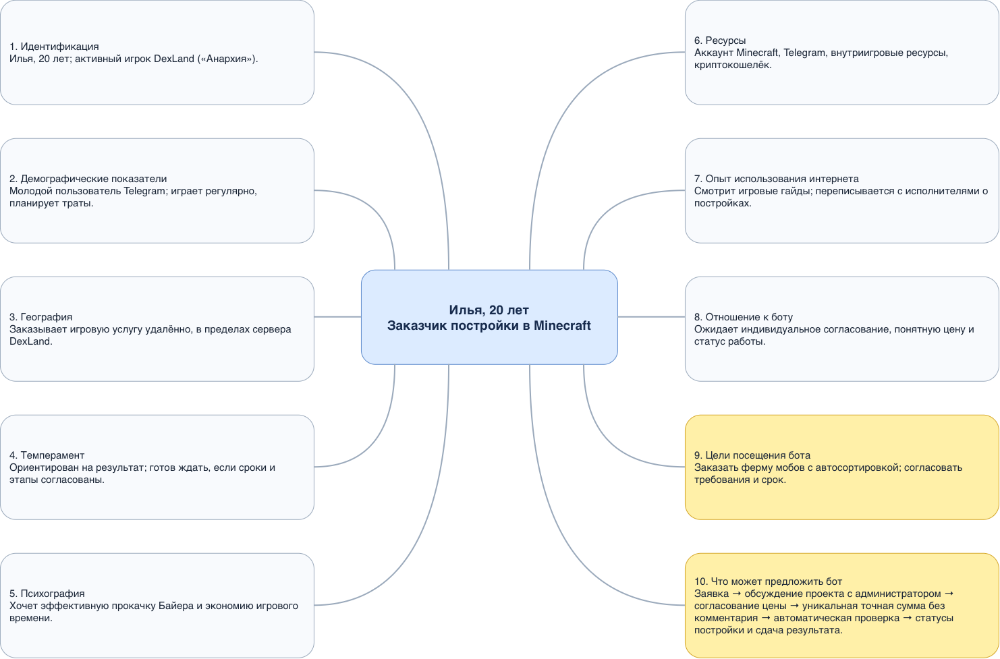 1. Идентификация
Илья, 20 лет; активный игрок DexLand («Анархия»).
2. Демографические показатели
Молодой пользователь Telegram; играет регулярно,
планирует траты.
3. География
Заказывает игровую услугу удалённо, в пределах сервера
DexLand.
4. Темперамент
Ориентирован на результат; готов ждать, если сроки и
этапы согласованы.
5. Психография
Хочет эффективную прокачку Байера и экономию игрового
времени.
Илья, 20 лет
Заказчик постройки в Minecraft
6. Ресурсы
Аккаунт Minecraft, Telegram, внутриигровые ресурсы,
криптокошелёк.
7. Опыт использования интернета
Смотрит игровые гайды; переписывается с исполнителями о
постройках.
8. Отношение к боту
Ожидает индивидуальное согласование, понятную цену и
статус работы.
9. Цели посещения бота
Заказать ферму мобов с автосортировкой; согласовать
требования и срок.
10. Что может предложить бот
Заявка → обсуждение проекта с администратором →
согласование цены → уникальная точная сумма без
комментария → автоматическая проверка → статусы
постройки и сдача результата.